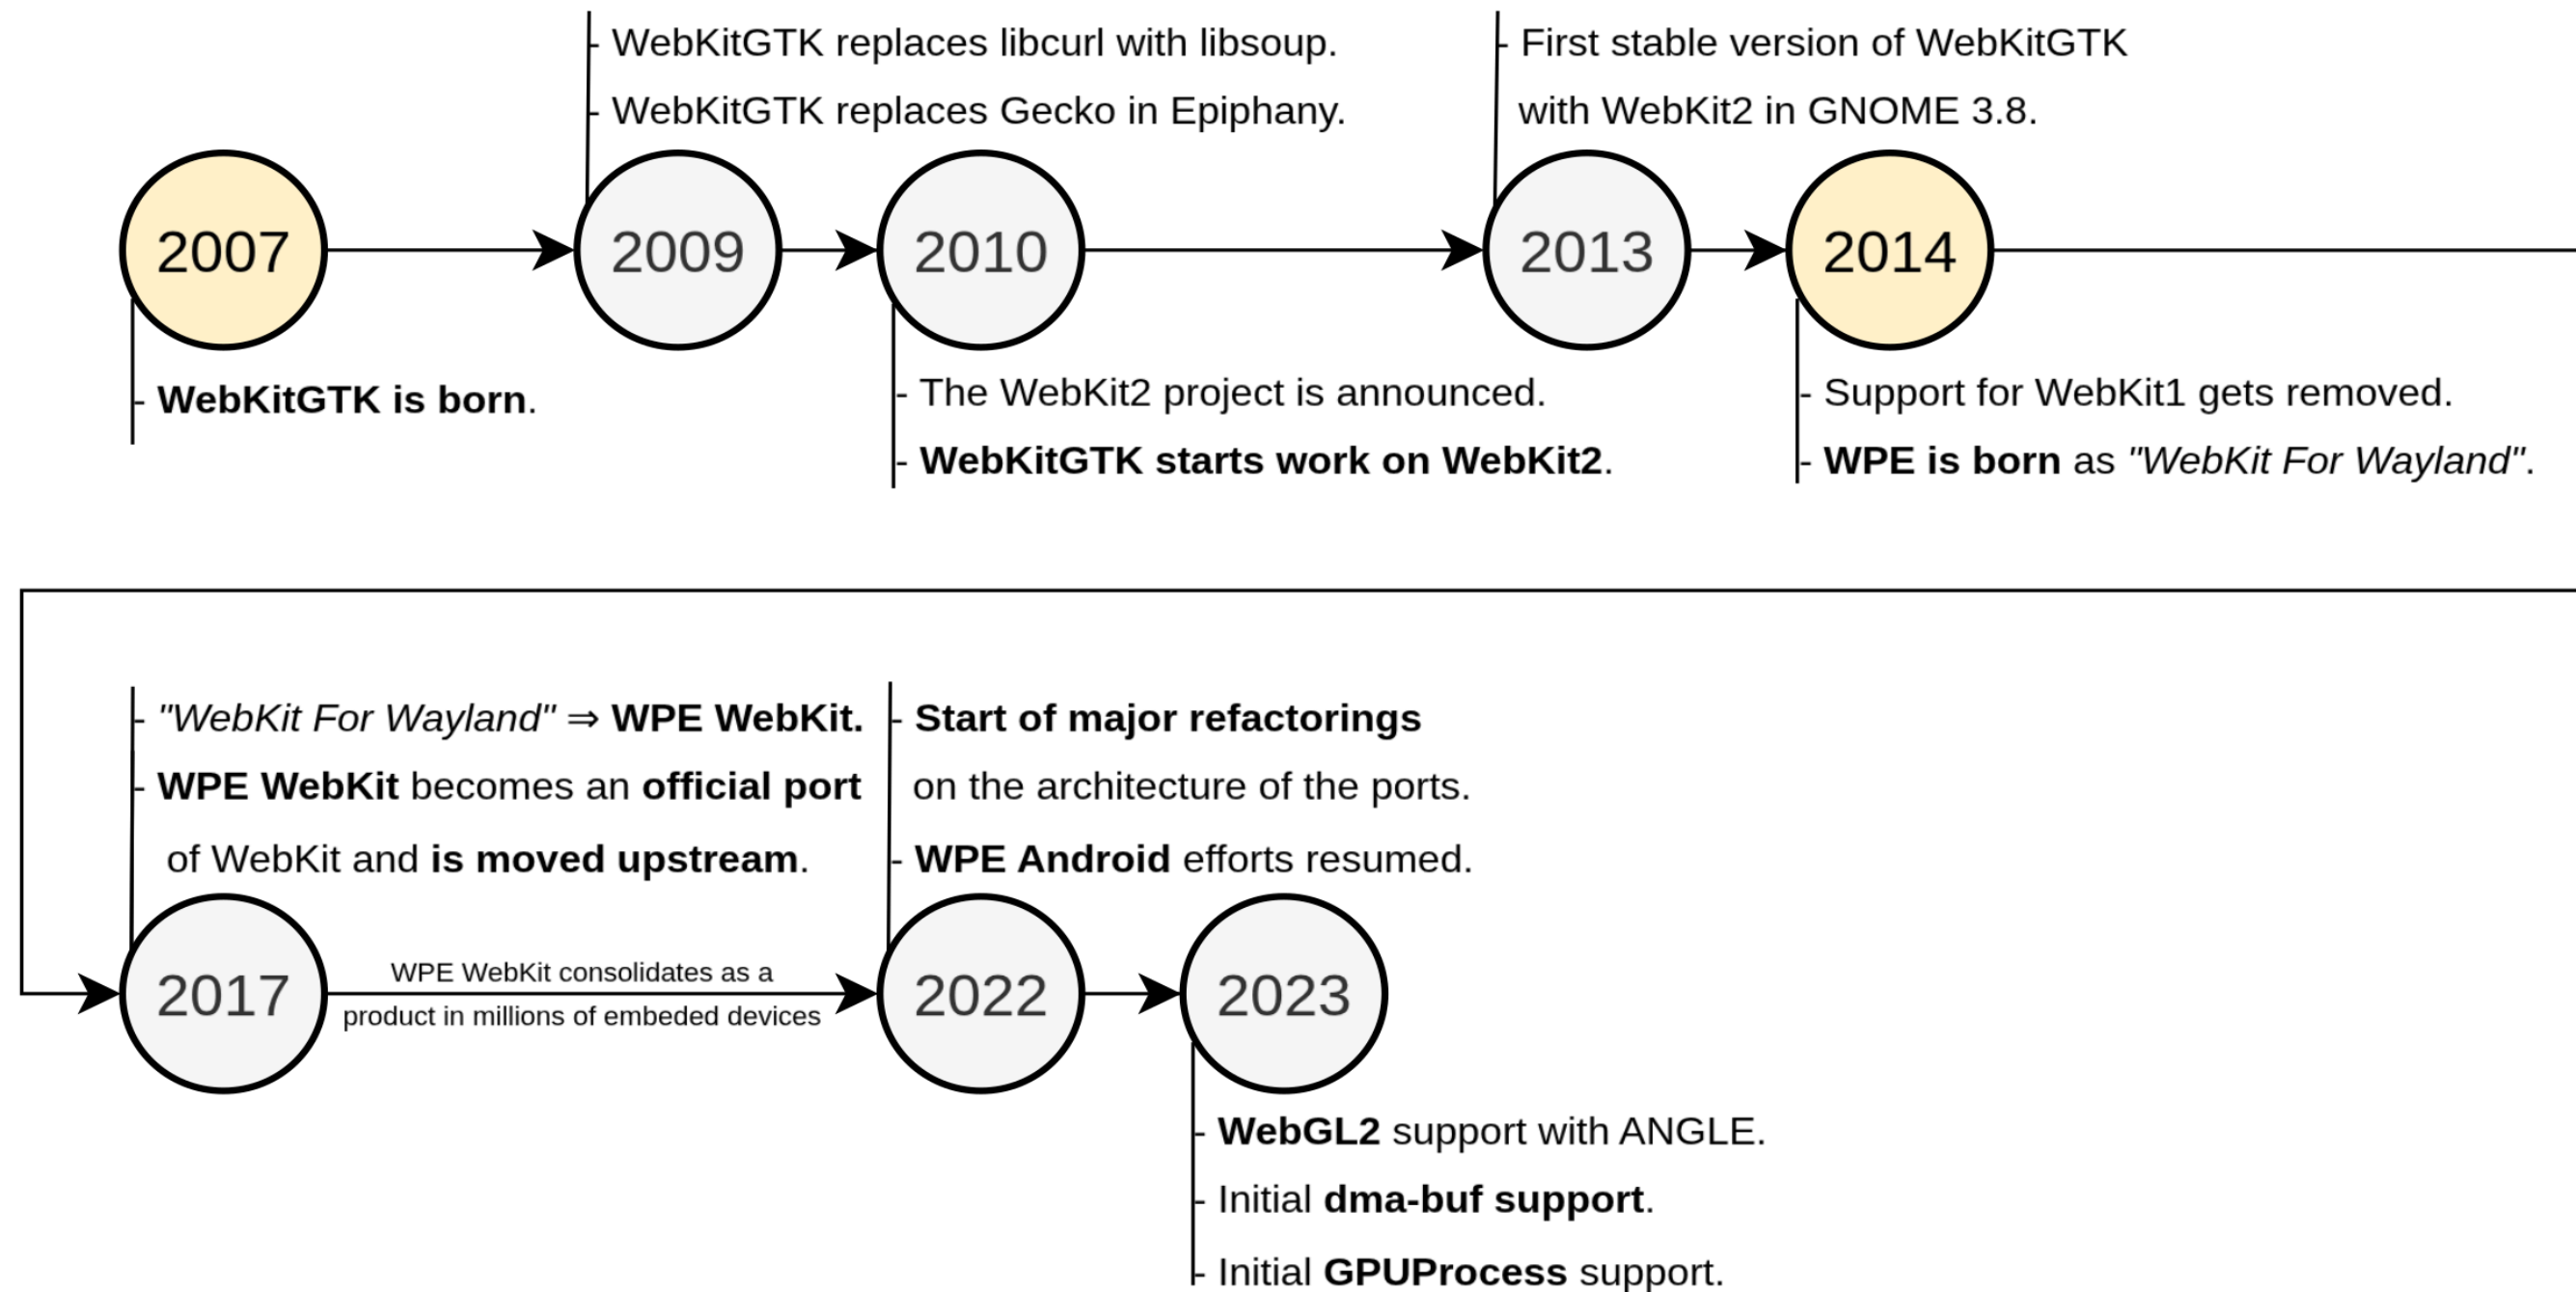 - WebKitGTK replaces libcurl with libsoup.
- WebKitGTK replaces Gecko in Epiphany.
- First stable version of WebKitGTK
with WebKit2 in GNOME 3.8.
2007
2009
2010
2013
2014
- WebKitGTK is born.
- The WebKit2 project is announced.
- WebKitGTK starts work on WebKit2.
- Support for WebKit1 gets removed.
- WPE is born as "WebKit For Wayland".
- "WebKit For Wayland" ⇒ WPE WebKit.
- WPE WebKit becomes an official port
of WebKit and is moved upstream.
- Start of major refactorings
on the architecture of the ports.
- WPE Android efforts resumed.
2017
WPE WebKit consolidates as a
product in millions of embeded devices
2022
2023
- WebGL2 support with ANGLE.
- Initial dma-buf support.
- Initial GPUProcess support.